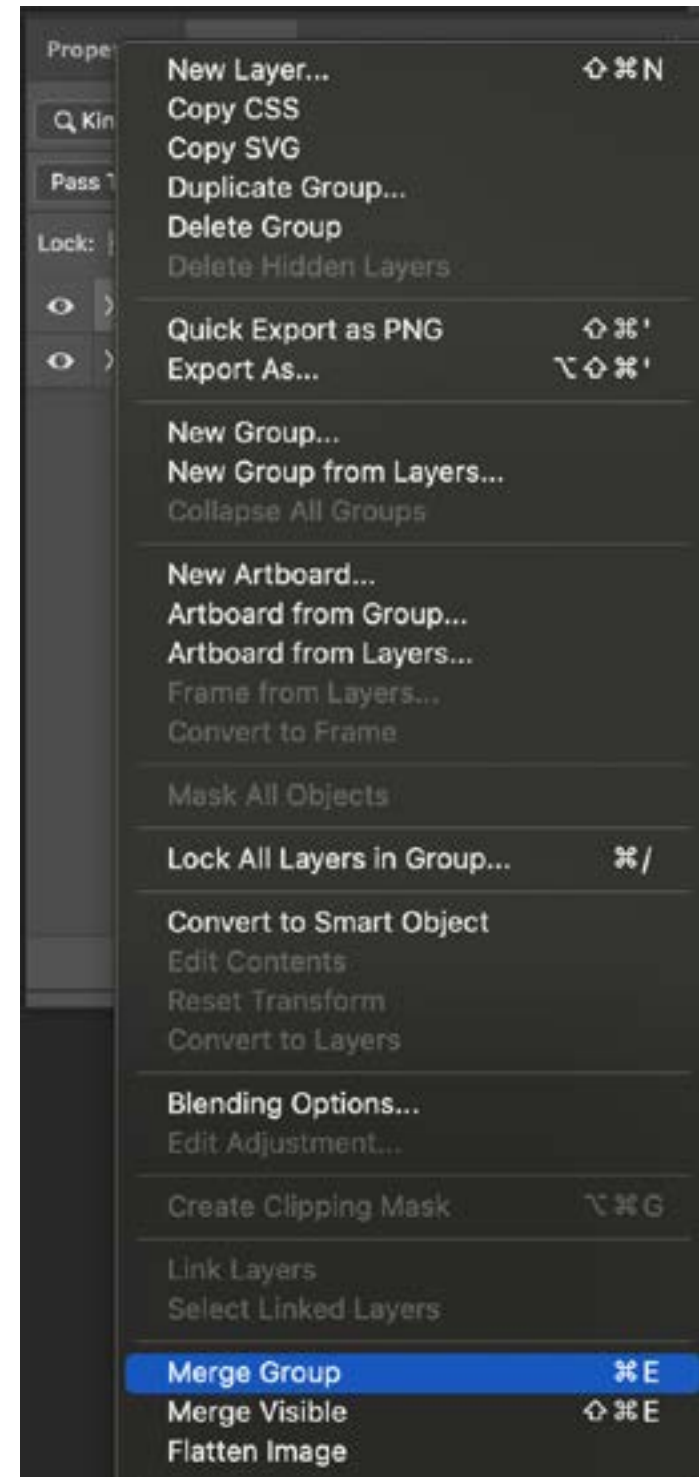 Prope
Kin
Pass T
Lock:
New Layer... ⇧⌘N
Copy CSS
Copy SVG
Duplicate Group...
Delete Group
Delete Hidden Layers
Quick Export as PNG ⇧⌘'
Export As... ⌥⇧⌘'
New Group...
New Group from Layers...
Collapse All Groups
New Artboard...
Artboard from Group...
Artboard from Layers...
Frame from Layers...
Convert to Frame
Mask All Objects
Lock All Layers in Group... ⌘/
Convert to Smart Object
Edit Contents
Reset Transform
Convert to Layers
Blending Options...
Edit Adjustment...
Create Clipping Mask ⌥⌘G
Link Layers
Select Linked Layers
Merge Group ⌘E
Merge Visible ⇧⌘E
Flatten Image